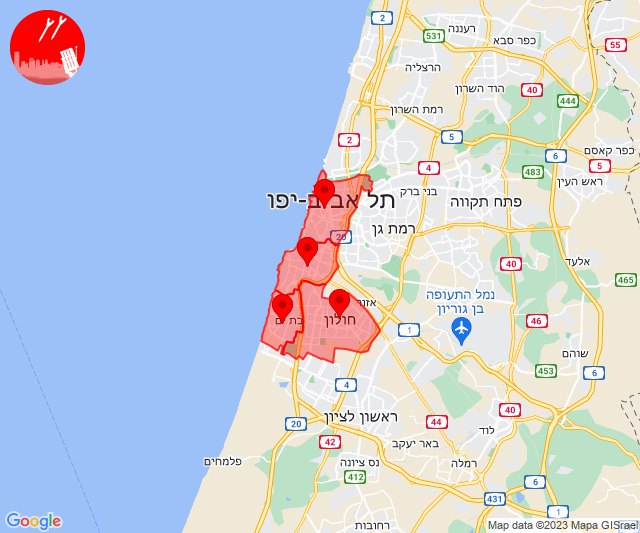 2
531
רעננה
כפר סבא
55
הרצליה
40
הוד השרון
444
רמת השרון
2
5
6
כפר קאסם
5
4
483
ראש העין
בני ברק
תל אביב-יפו
פתח תקווה
20
רמת גן
40
אלעד
465
נמל התעופה
בן גוריון
אזור
בת ים
חולון
1
1
שוהם
453
4
40
20
ראשון לציון
44
42
באר יעקב
לוד
6
פלמחים
נס ציונה
רמלה
412
431
רחובות
Google
Map data ©2023 Mapa GISrael